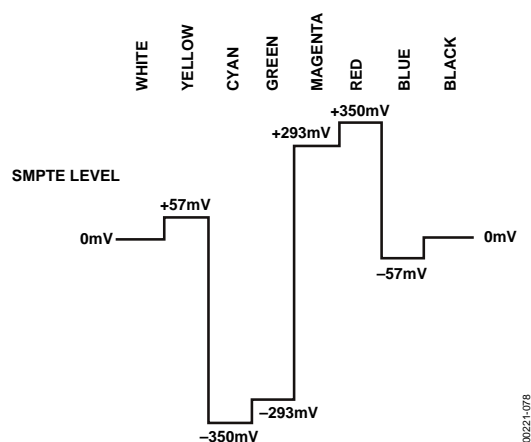 WHITE
YELLOW
CYAN
GREEN
MAGENTA
RED
BLUE
BLACK
+350mV
+293mV
SMPTE LEVEL
+57mV
0mV
0mV
–57mV
–293mV
–350mV
00221-078